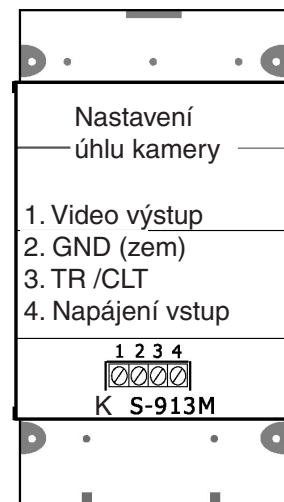 Nastavení
úhlu kamery
1. Video výstup
2. GND (zem)
3. TR /CLT
4. Napájení vstup
1 2 3 4
K S-913M